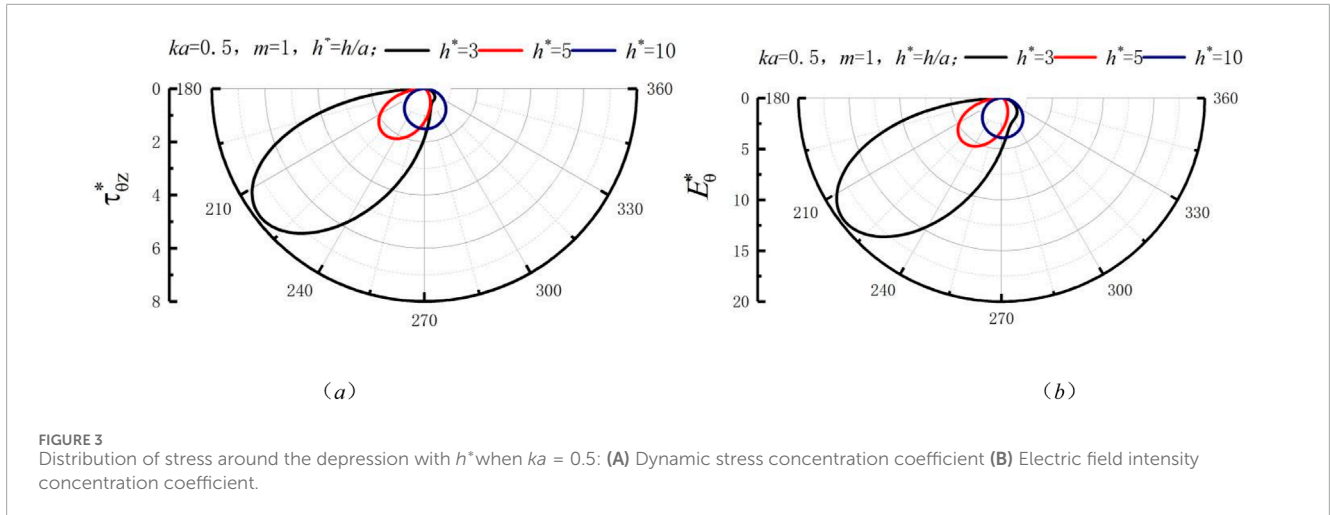 ka=0.5, m=1, h*=h/a; h*=3 h*=5 h*=10
0 180 360
2
τ*θz
4
210 330
6
240 300
8
270
(a)
ka=0.5, m=1, h*=h/a; h*=3 h*=5 h*=10
0 180 360
5
E*θ
10
210 330
15
240 300
20
270
(b)
FIGURE 3
Distribution of stress around the depression with h*when ka = 0.5: (A) Dynamic stress concentration coefficient (B) Electric field intensity
concentration coefficient.